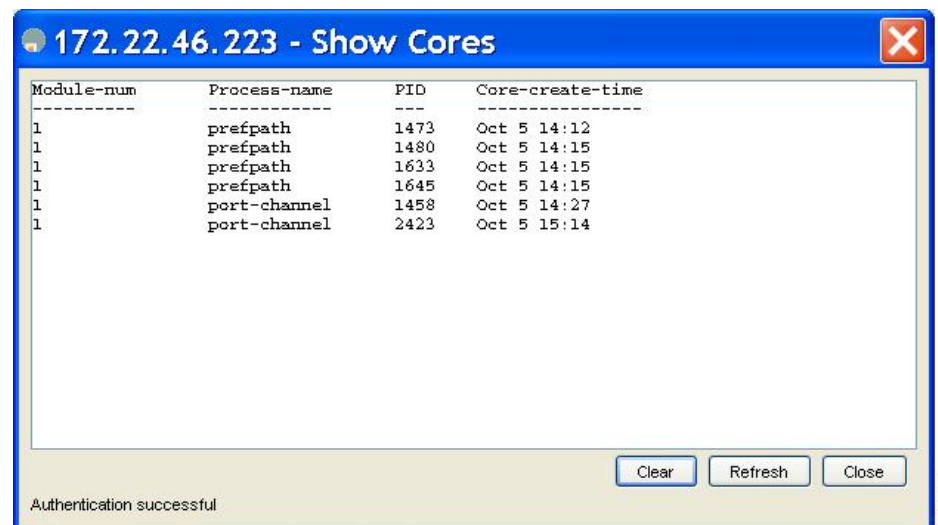 172.22.46.223 - Show Cores
Module-num Process-name PID Core-create-time
---------- ------------ --- ----------------
1 prefpath 1473 Oct 5 14:12
1 prefpath 1480 Oct 5 14:15
1 prefpath 1633 Oct 5 14:15
1 prefpath 1645 Oct 5 14:15
1 port-channel 1458 Oct 5 14:27
1 port-channel 2423 Oct 5 15:14
Clear Refresh Close
Authentication successful